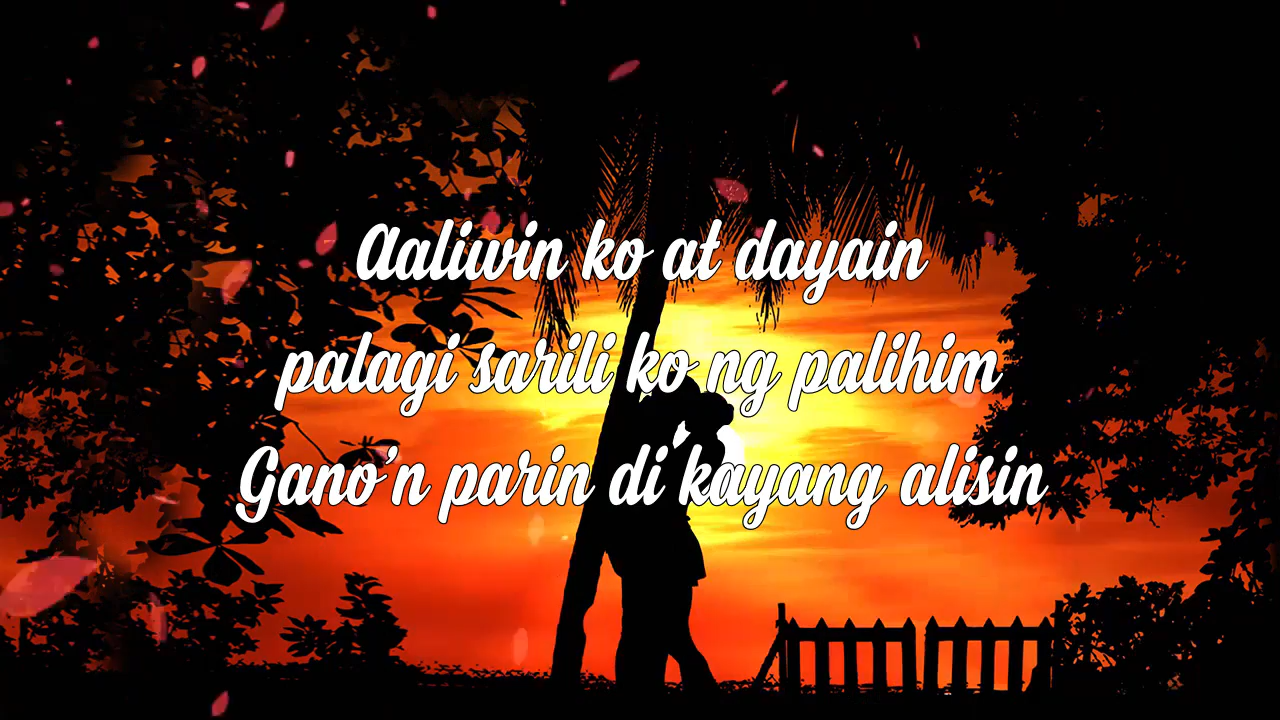 Aaliwin ko at dayain
palagi sarili ko ng palihim
Gano'n parin di kayang alisin